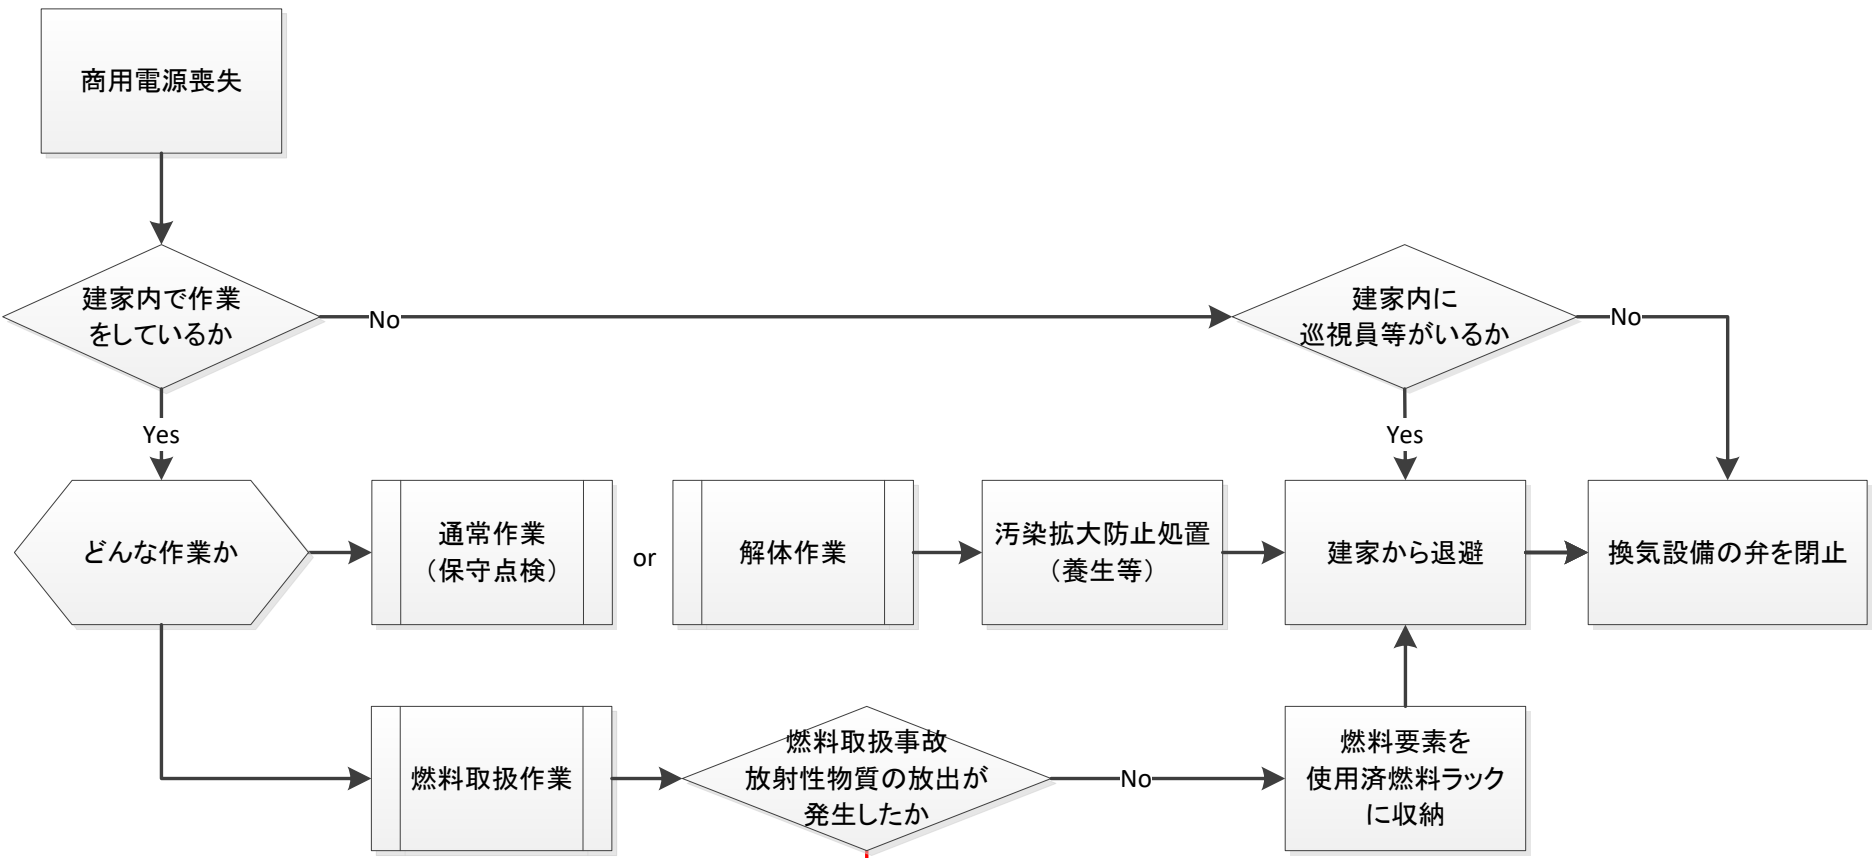 商用電源喪失
建家内で作業
をしているか
No
建家内に
巡視員等がいるか
No
Yes
Yes
どんな作業か
通常作業
（保守点検）
or
解体作業
汚染拡大防止処置
（養生等）
建家から退避
換気設備の弁を閉止
燃料取扱作業
燃料取扱事故
放射性物質の放出が
発生したか
No
燃料要素を
使用済燃料ラック
に収納